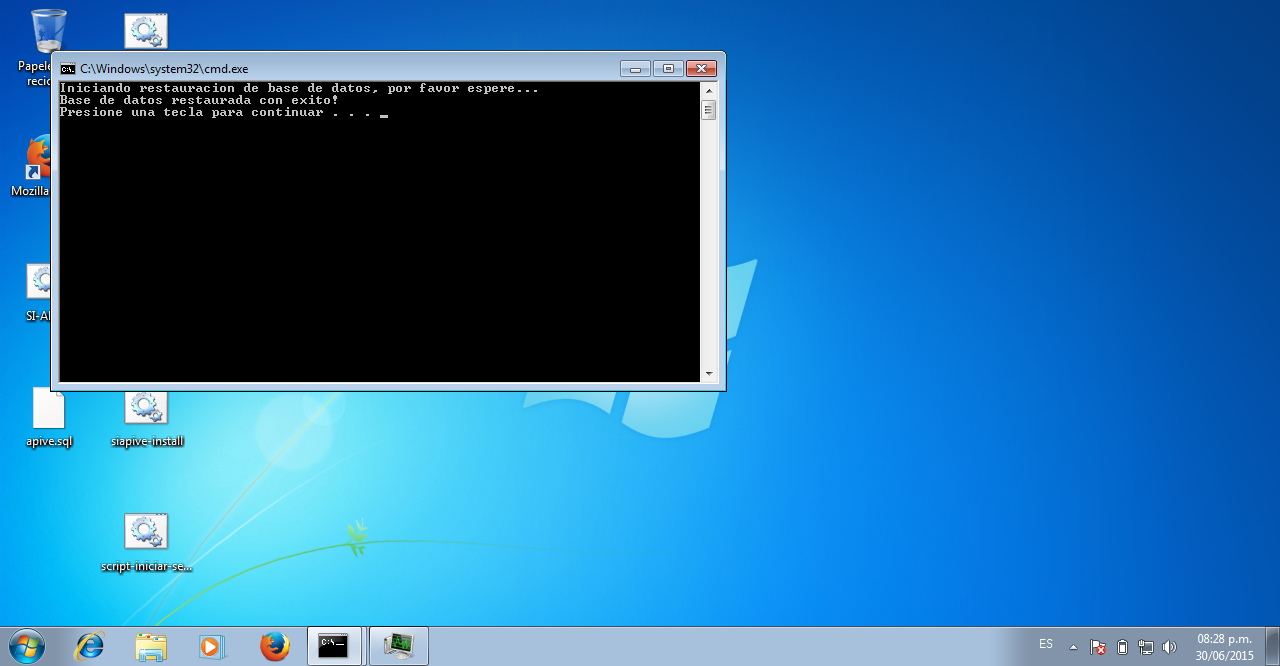 Papele
recic
C:\Windows\system32\cmd.exe
Iniciando restauracion de base de datos, por favor espere...
Base de datos restaurada con exito!
Presione una tecla para continuar . . . _
Mozilla
SI-A
apive.sql
siapive-install
script-iniciar-se...
ES
08:28 p.m.
30/06/2015